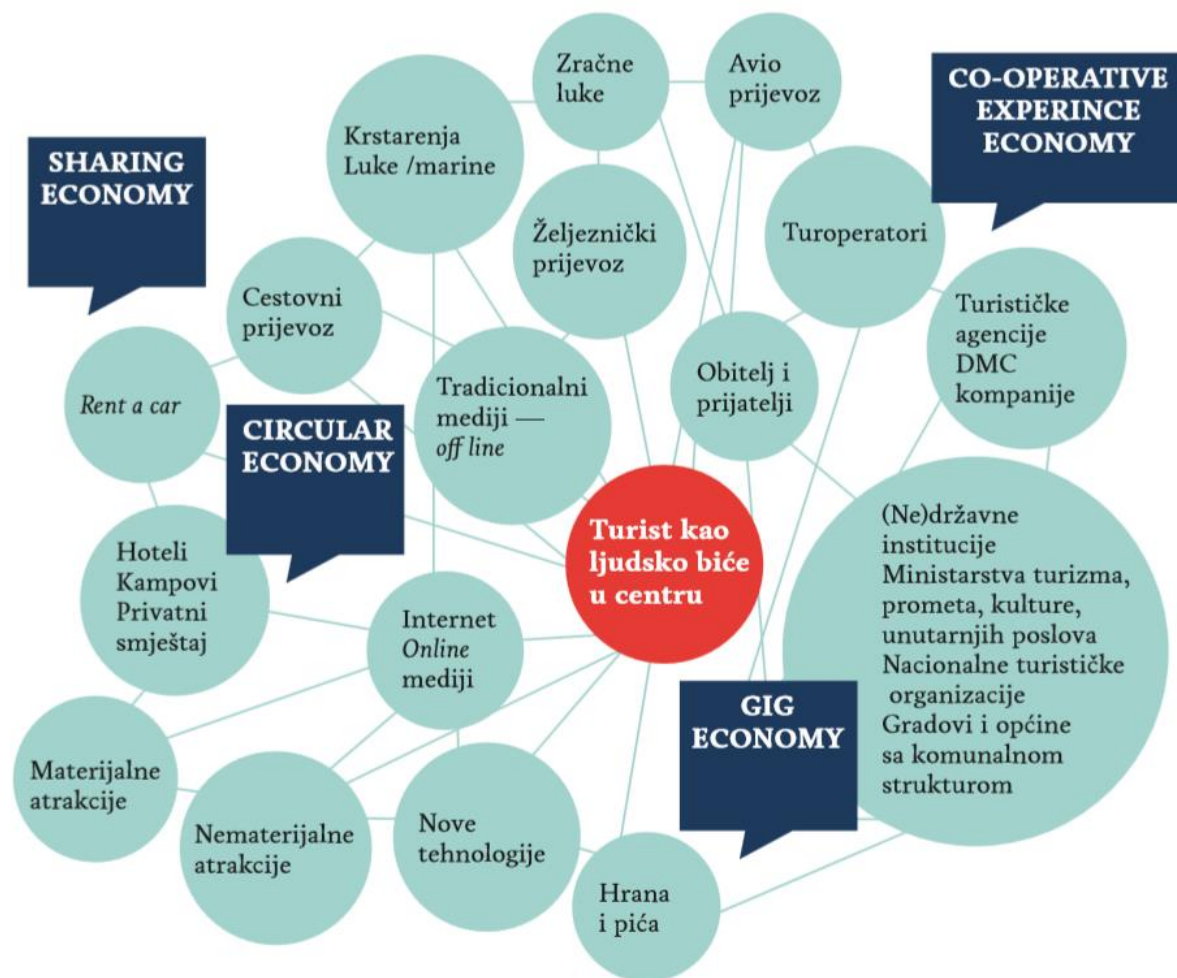 Zračne
luke
Avio
prijevoz
CO-OPERATIVE
EXPERINCE
ECONOMY
Krstarenja
Luke /marine
SHARING
ECONOMY
Željeznički
prijevoz
Turoperatori
Cestovni
prijevoz
Turističke
agencije
DMC
kompanije
Rent a car
Tradicionalni
mediji —
off line
Obitelj i
prijatelji
CIRCULAR
ECONOMY
Turist kao
ljudsko biće
u centru
(Ne)državne
institucije
Ministarstva turizma,
prometa, kulture,
unutarnjih poslova
Nacionalne turističke
organizacije
Gradovi i općine
sa komunalnom
strukturom
Hoteli
Kampovi
Privatni
smještaj
Internet
Online
mediji
GIG
ECONOMY
Materijalne
atrakcije
Nematerijalne
atrakcije
Nove
tehnologije
Hrana
i pića